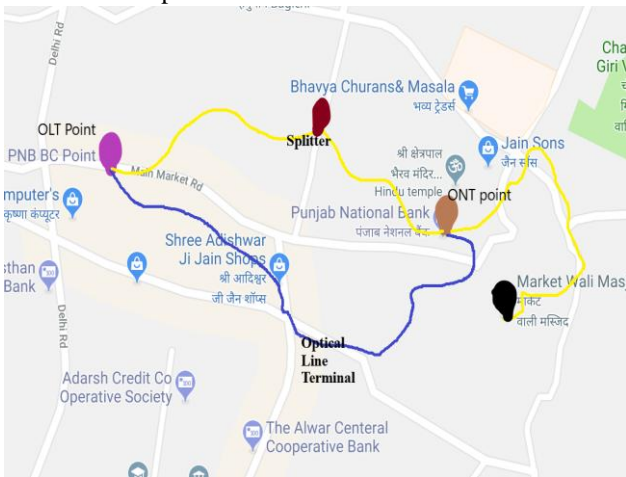 Delhi Rd
Cha
Giri V
Bhavya Churans& Masala
भव्य ट्रेडर्स
OLT Point
PNB BC Point
Splitter
Jain Sons
जैन संस
श्री क्षेत्रपाल
भैरव मंदिर...
Hindu temple
ONT point
Main Market Rd
Punjab National Bank
पंजाब नेशनल बैंक
mputer's
कृष्णा कंप्यूटर
Shree Adishwar
Ji Jain Shops
श्री आदिश्वर
जी जैन शॉप्स
sthan
Bank
Market Wali Mas
मार्केट
वाली मस्जिद
Delhi Rd
Optical
Line
Terminal
Adarsh Credit Co
Operative Society
The Alwar Centeral
Cooperative Bank